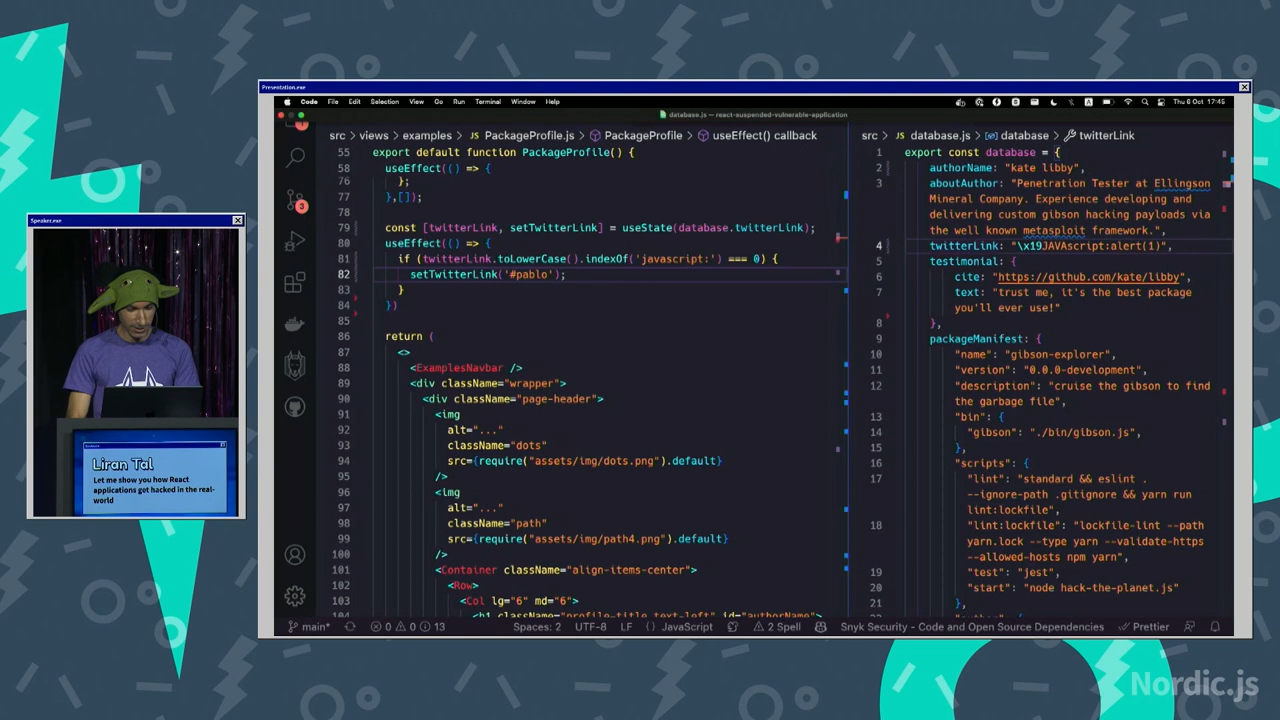 Presentation.exe
Code File Edit Selection View Go Run Terminal Window Help
Thu 6 Oct 17:45
database.js — react-suspended-vulnerable-application
src > views > examples > JS PackageProfile.js > PackageProfile > useEffect() callback
55 export default function PackageProfile() {
58 useEffect(() => {
76 };
77 },[]);
78
79 const [twitterLink, setTwitterLink] = useState(database.twitterLink);
80 useEffect(() => {
81 if (twitterLink.toLowerCase().indexOf('javascript:') === 0) {
82 setTwitterLink('#pablo');
83 }
84 })
85
86 return (
87 <>
88 <ExamplesNavbar />
89 <div className="wrapper">
90 <div className="page-header">
91 <img
92 alt="..."
93 className="dots"
94 src={require("assets/img/dots.png").default}
95 />
96 <img
97 alt="..."
98 className="path"
99 src={require("assets/img/path4.png").default}
100 />
101 <Container className="align-items-center">
102 <Row>
103 <Col lg="6" md="6">
104 <h1 className="profile-title text-left" id="authorName">
src > JS database.js > database > twitterLink
1 export const database = {
2 authorName: "kate libby",
3 aboutAuthor: "Penetration Tester at Ellingson
Mineral Company. Experience developing and
delivering custom gibson hacking payloads via
the well known metasploit framework.",
4 twitterLink: "\x19JAVAscript:alert(1)",
5 testimonial: {
6 cite: "https://github.com/kate/libby",
7 text: "trust me, it's the best package
you'll ever use!"
8 },
9 packageManifest: {
10 "name": "gibson-explorer",
11 "version": "0.0.0-development",
12 "description": "cruise the gibson to find
the garbage file",
13 "bin": {
14 "gibson": "./bin/gibson.js",
15 },
16 "scripts": {
17 "lint": "standard && eslint .
--ignore-path .gitignore && yarn run
lint:lockfile",
18 "lint:lockfile": "lockfile-lint --path
yarn.lock --type yarn --validate-https
--allowed-hosts npm yarn",
19 "test": "jest",
20 "start": "node hack-the-planet.js"
21 },
3
main* 0 0 13 Spaces: 2 UTF-8 LF {} JavaScript 2 Spell Snyk Security - Code and Open Source Dependencies Prettier
Speaker.exe
Liran Tal
Let me show you how React
applications get hacked in the real-
world
Nordic.js